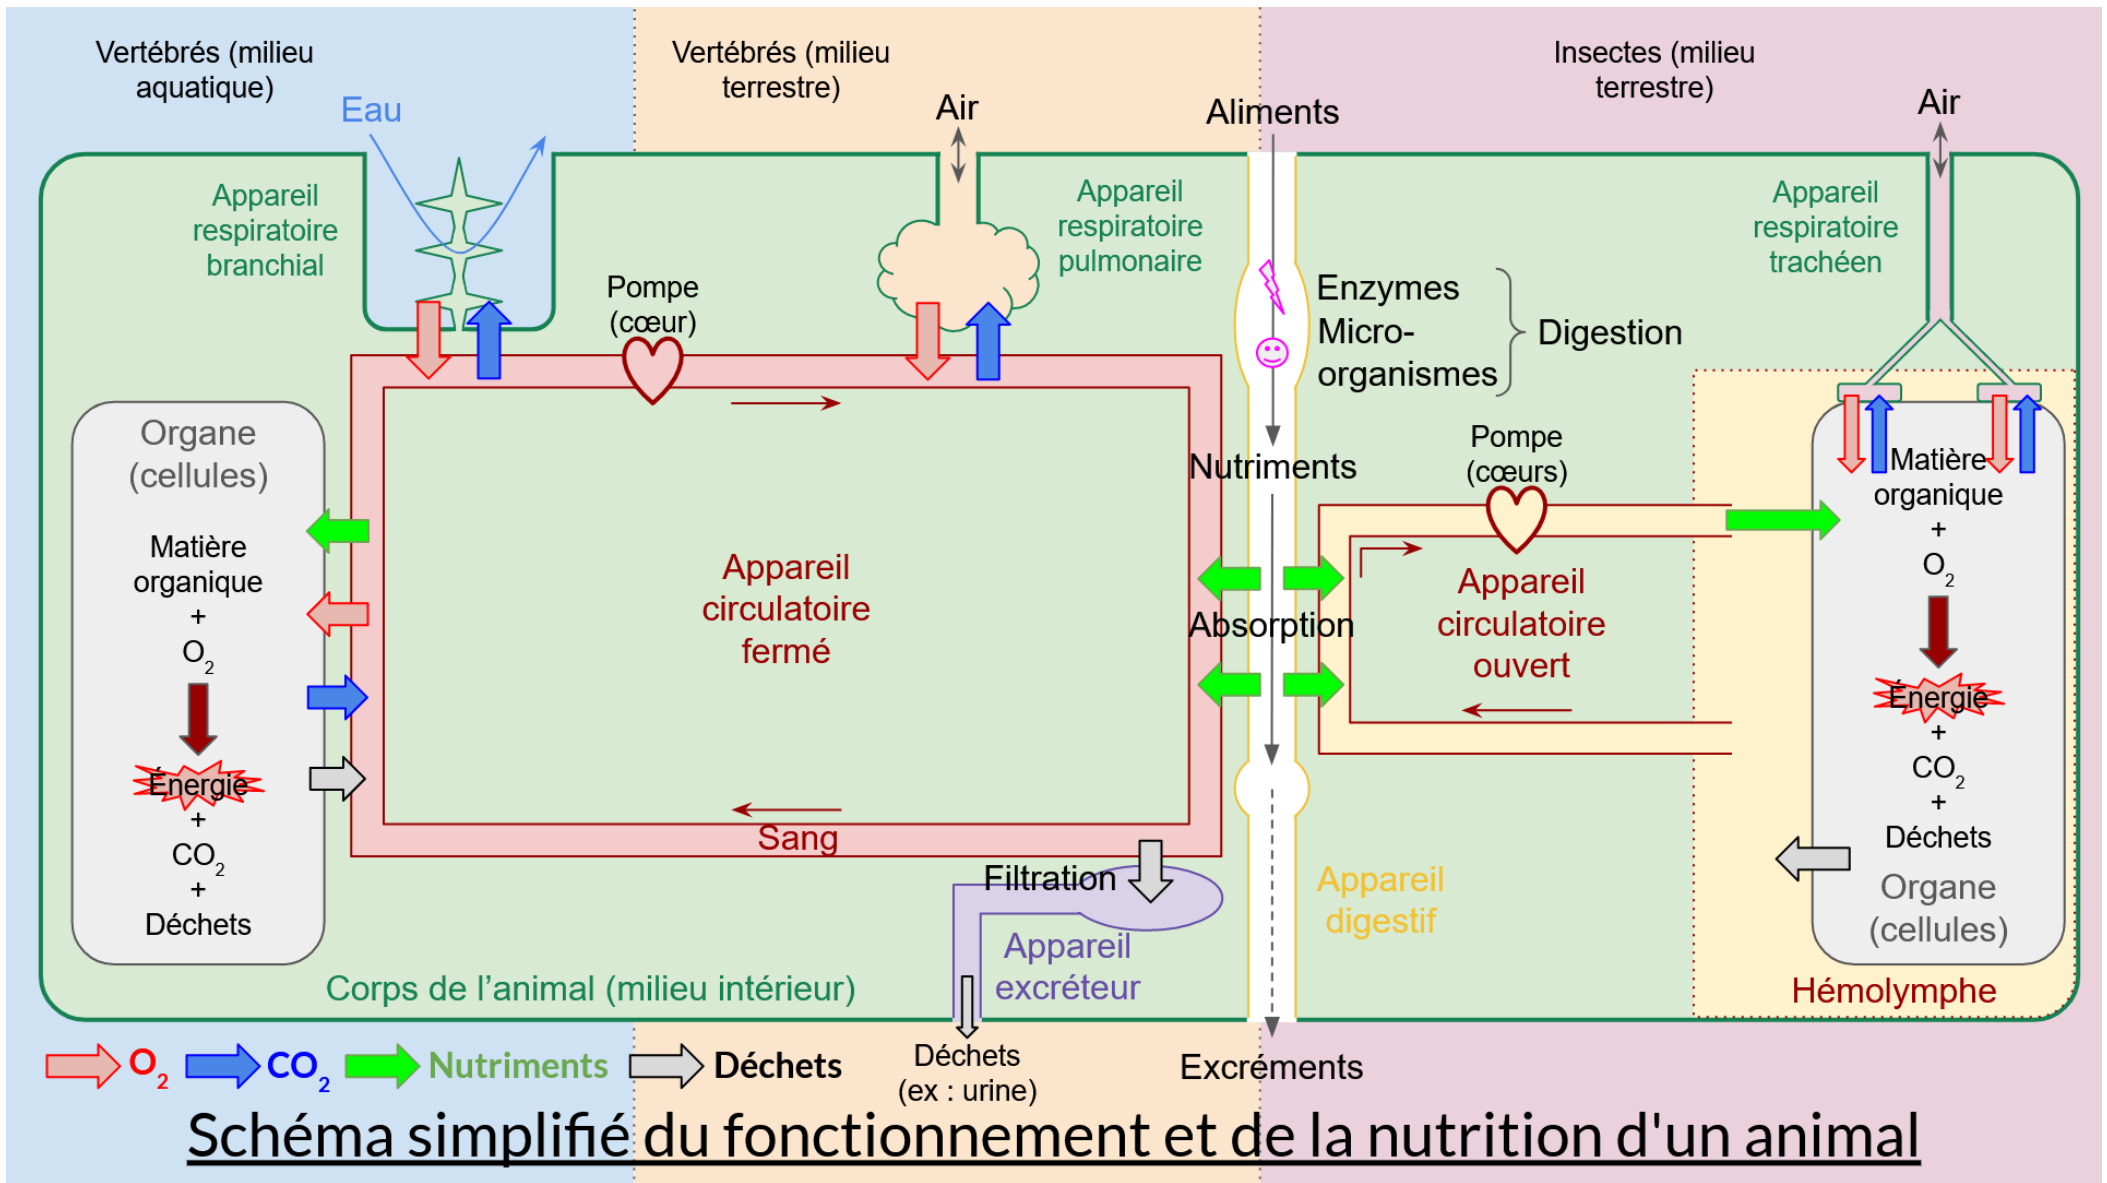 Vertébrés (milieu
aquatique)
Vertébrés (milieu
terrestre)
Insectes (milieu
terrestre)
Eau
Air
Aliments
Air
Appareil
respiratoire
branchial
Appareil
respiratoire
pulmonaire
Appareil
respiratoire
trachéen
Pompe
(cœur)
Enzymes
Micro-
organismes
Digestion
Organe
(cellules)
Matière
organique
+
O2
Énergie
+
CO2
+
Déchets
Appareil
circulatoire
fermé
Sang
Nutriments
Absorption
Pompe
(cœurs)
Appareil
circulatoire
ouvert
Matière
organique
+
O2
Énergie
+
CO2
+
Déchets
Organe
(cellules)
Hémolymphe
Filtration
Appareil
excréteur
Appareil
digestif
Corps de l'animal (milieu intérieur)
O2 CO2 Nutriments Déchets
Déchets
(ex : urine)
Excréments
Schéma simplifié du fonctionnement et de la nutrition d'un animal